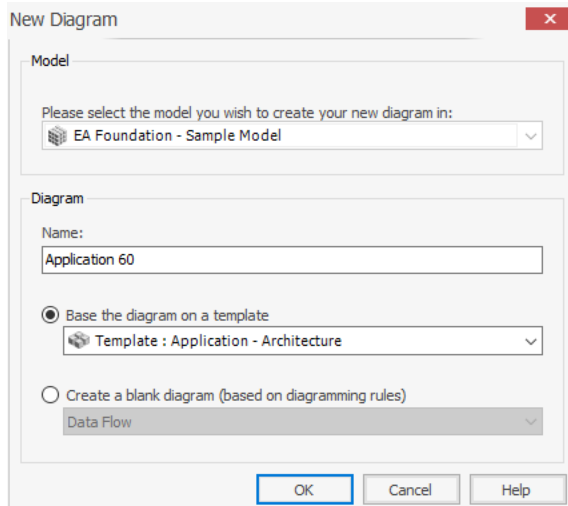 New Diagram
Model
Please select the model you wish to create your new diagram in:
EA Foundation - Sample Model
Diagram
Name:
Application 60
Base the diagram on a template
Template : Application - Architecture
Create a blank diagram (based on diagramming rules)
Data Flow
OK Cancel Help